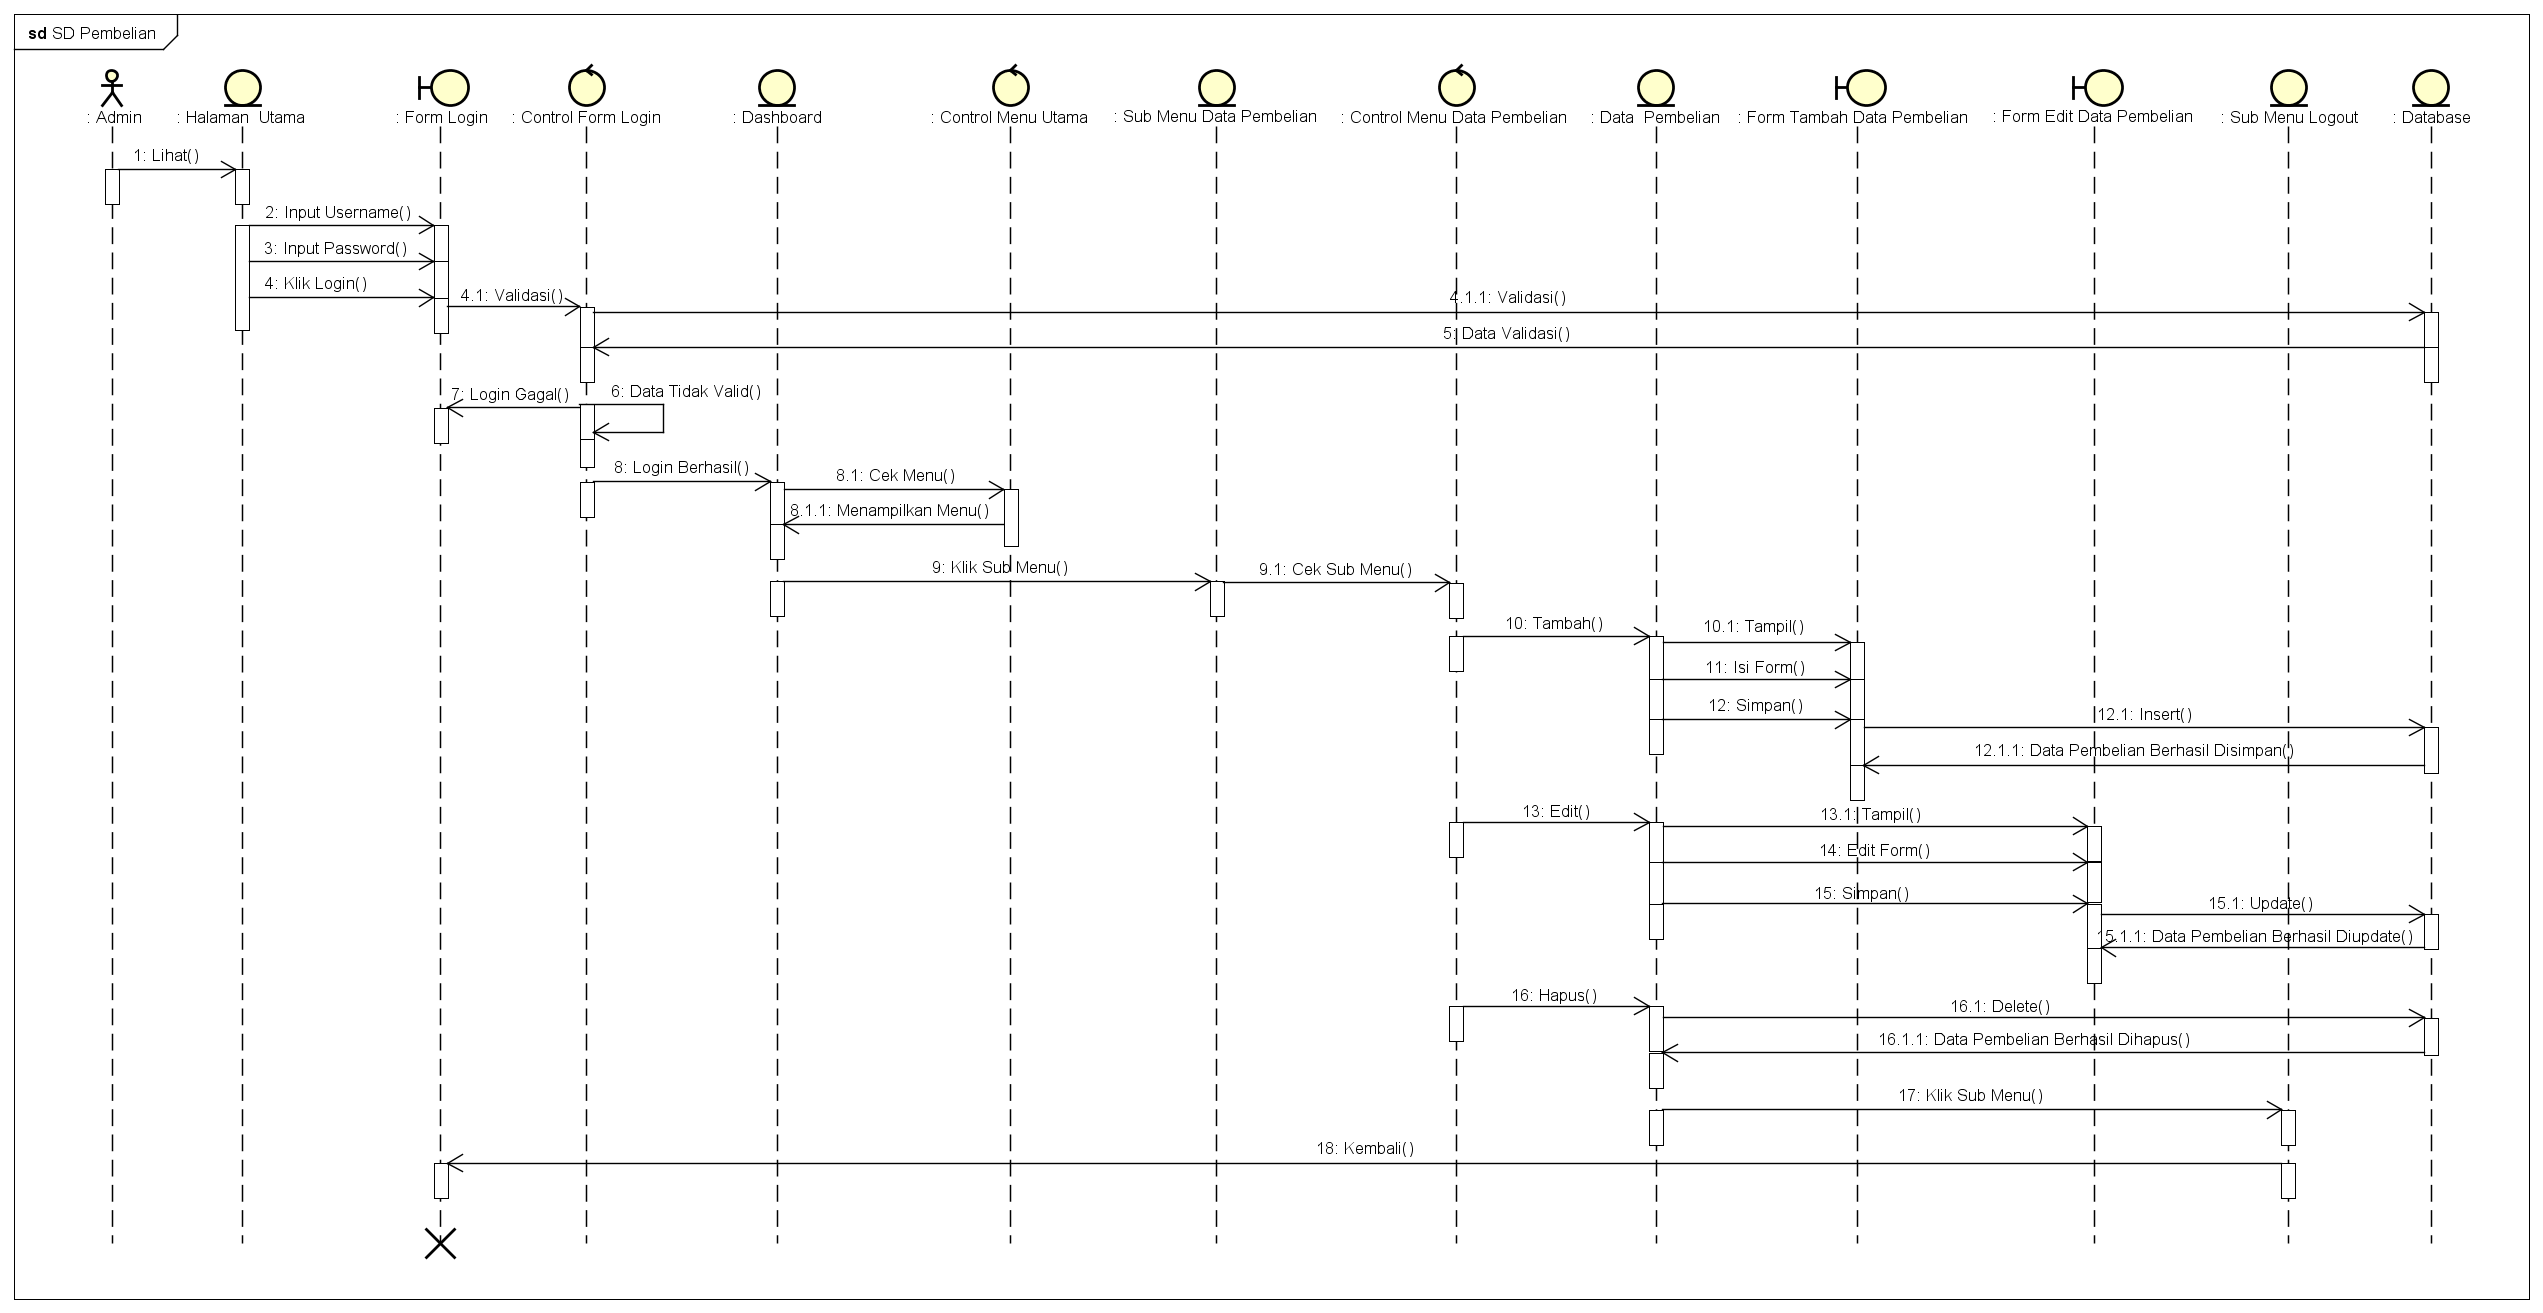 sd SD Pembelian
: Admin
: Halaman  Utama
: Form Login
: Control Form Login
: Dashboard
: Control Menu Utama
: Sub Menu Data Pembelian
: Control Menu Data Pembelian
: Data  Pembelian
: Form Tambah Data Pembelian
: Form Edit Data Pembelian
: Sub Menu Logout
: Database
1: Lihat()
2: Input Username()
3: Input Password()
4: Klik Login()
4.1: Validasi()
4.1.1: Validasi()
5: Data Validasi()
6: Data Tidak Valid()
7: Login Gagal()
8: Login Berhasil()
8.1: Cek Menu()
8.1.1: Menampilkan Menu()
9: Klik Sub Menu()
9.1: Cek Sub Menu()
10: Tambah()
10.1: Tampil()
11: Isi Form()
12: Simpan()
12.1: Insert()
12.1.1: Data Pembelian Berhasil Disimpan()
13: Edit()
13.1: Tampil()
14: Edit Form()
15: Simpan()
15.1: Update()
15.1.1: Data Pembelian Berhasil Diupdate()
16: Hapus()
16.1: Delete()
16.1.1: Data Pembelian Berhasil Dihapus()
17: Klik Sub Menu()
18: Kembali()